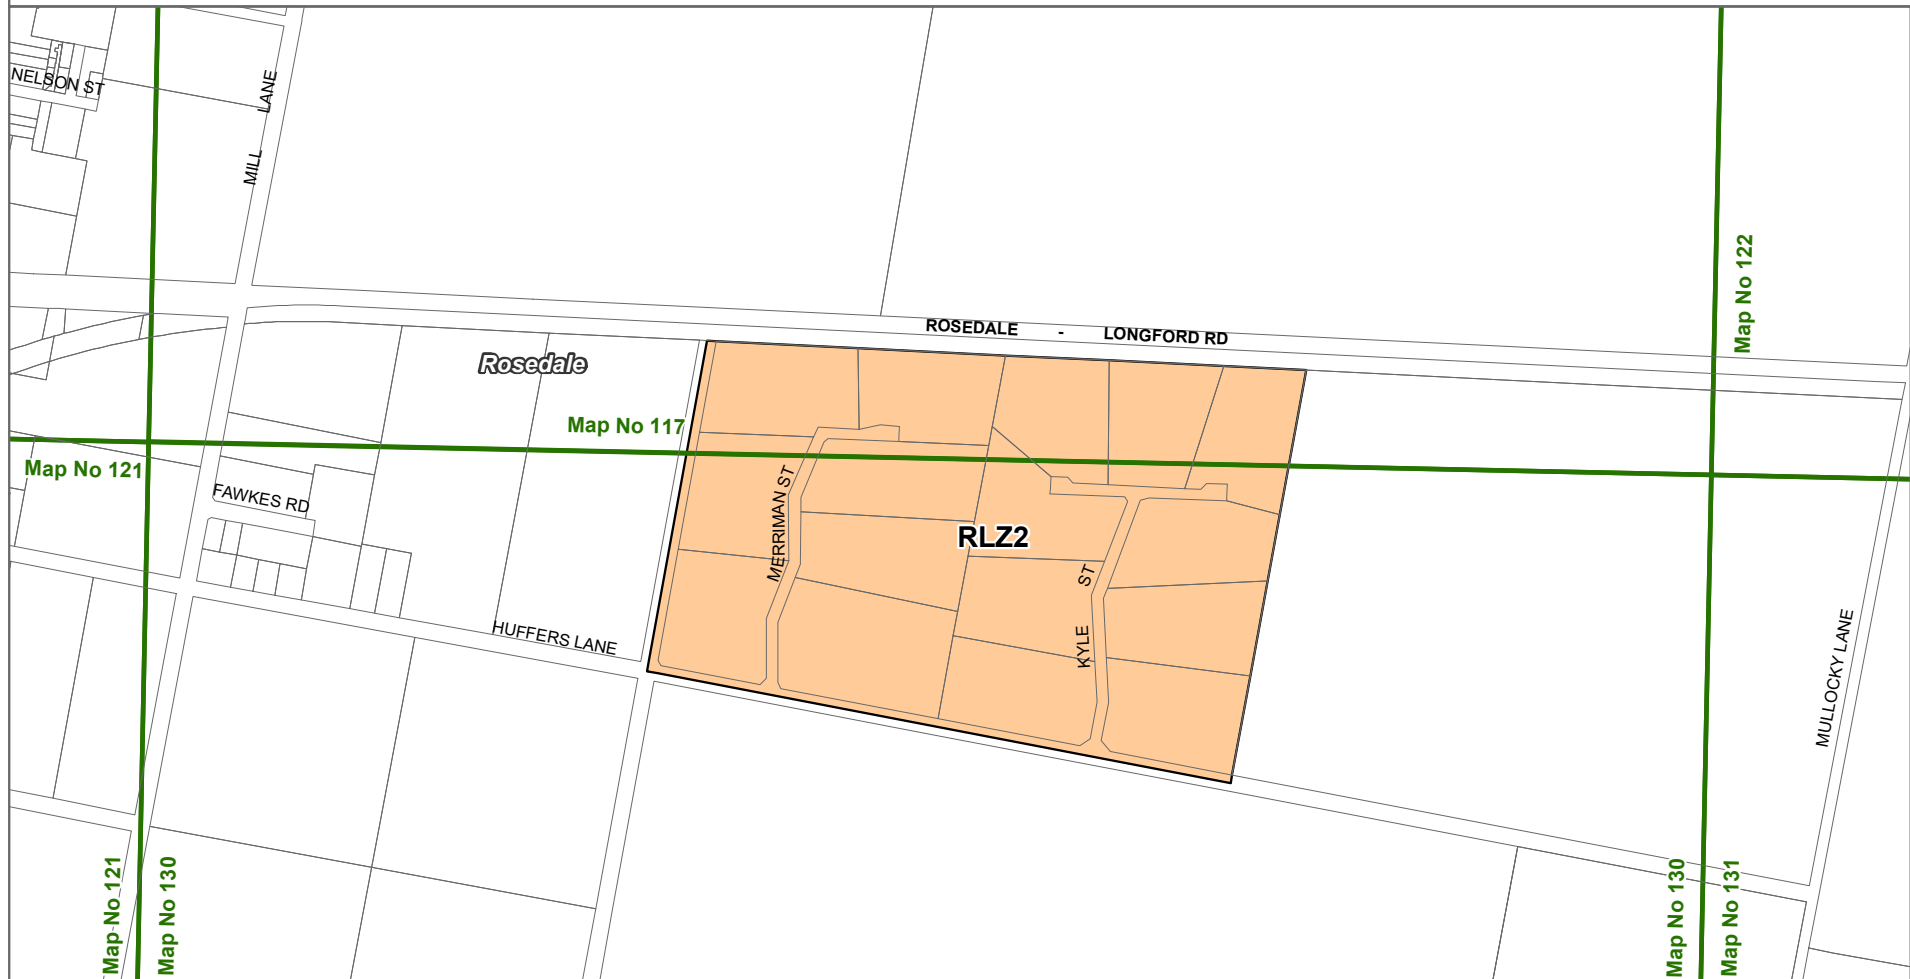 NELSON ST
MILL LANE
Map No 122
ROSEDALE - LONGFORD RD
Rosedale
Map No 117
Map No 121
FAWKES RD
MERRIMAN ST
RLZ2
KYLE ST
HUFFERS LANE
MULLOCKY LANE
Map No 121
Map No 130
Map No 130
Map No 131